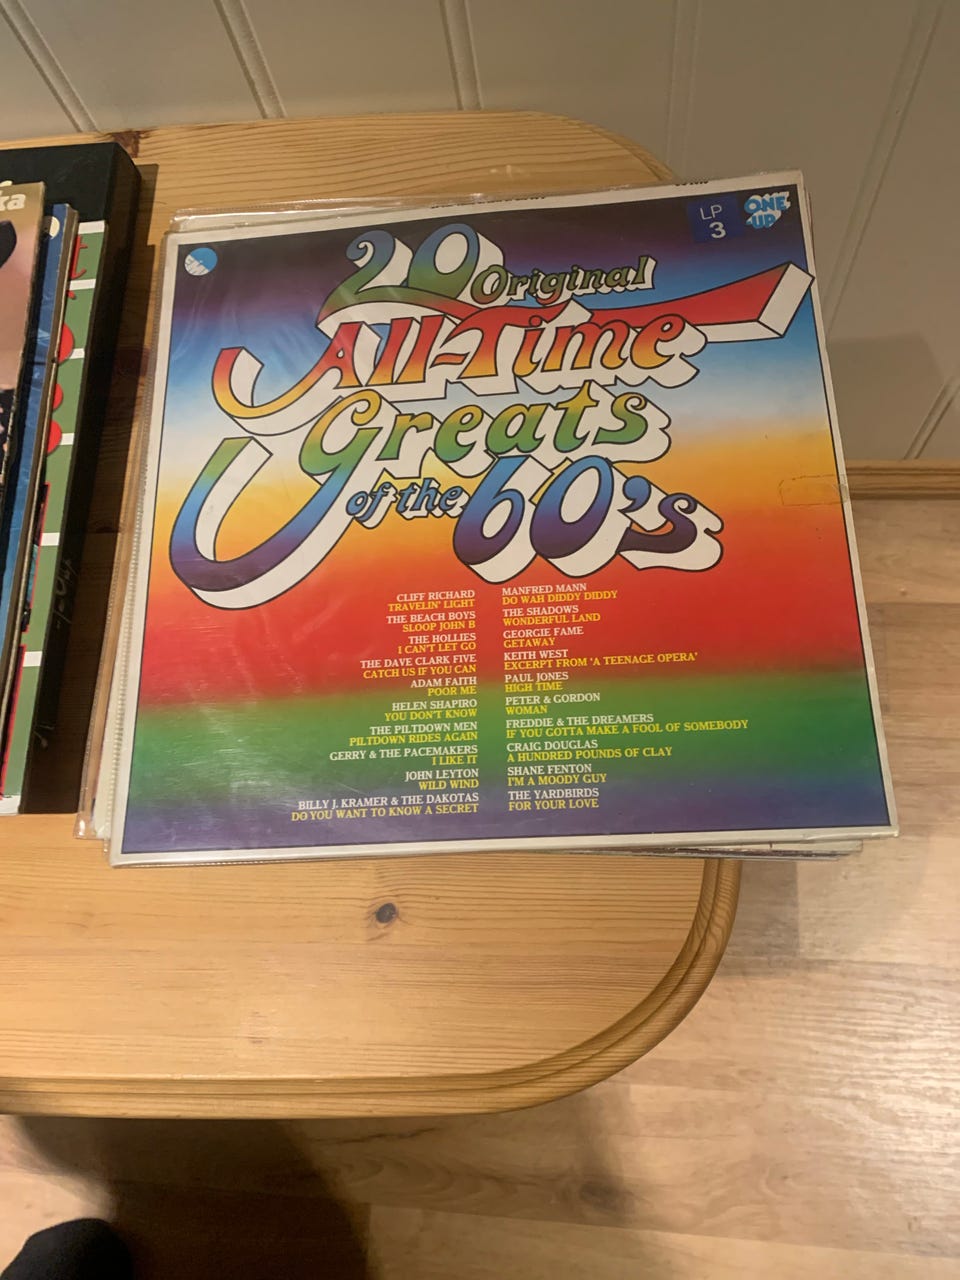 ka
LP
3
ONE
UP
20 Original
All-Time
Greats
of the 60's
CLIFF RICHARD
TRAVELIN' LIGHT
THE BEACH BOYS
SLOOP JOHN B
THE HOLLIES
I CAN'T LET GO
THE DAVE CLARK FIVE
CATCH US IF YOU CAN
ADAM FAITH
POOR ME
HELEN SHAPIRO
YOU DON'T KNOW
THE PILTDOWN MEN
PILTDOWN RIDES AGAIN
GERRY & THE PACEMAKERS
I LIKE IT
JOHN LEYTON
WILD WIND
BILLY J. KRAMER & THE DAKOTAS
DO YOU WANT TO KNOW A SECRET
MANFRED MANN
DO WAH DIDDY DIDDY
THE SHADOWS
WONDERFUL LAND
GEORGIE FAME
GETAWAY
KEITH WEST
EXCERPT FROM 'A TEENAGE OPERA'
PAUL JONES
HIGH TIME
PETER & GORDON
WOMAN
FREDDIE & THE DREAMERS
IF YOU GOTTA MAKE A FOOL OF SOMEBODY
CRAIG DOUGLAS
A HUNDRED POUNDS OF CLAY
SHANE FENTON
I'M A MOODY GUY
THE YARDBIRDS
FOR YOUR LOVE